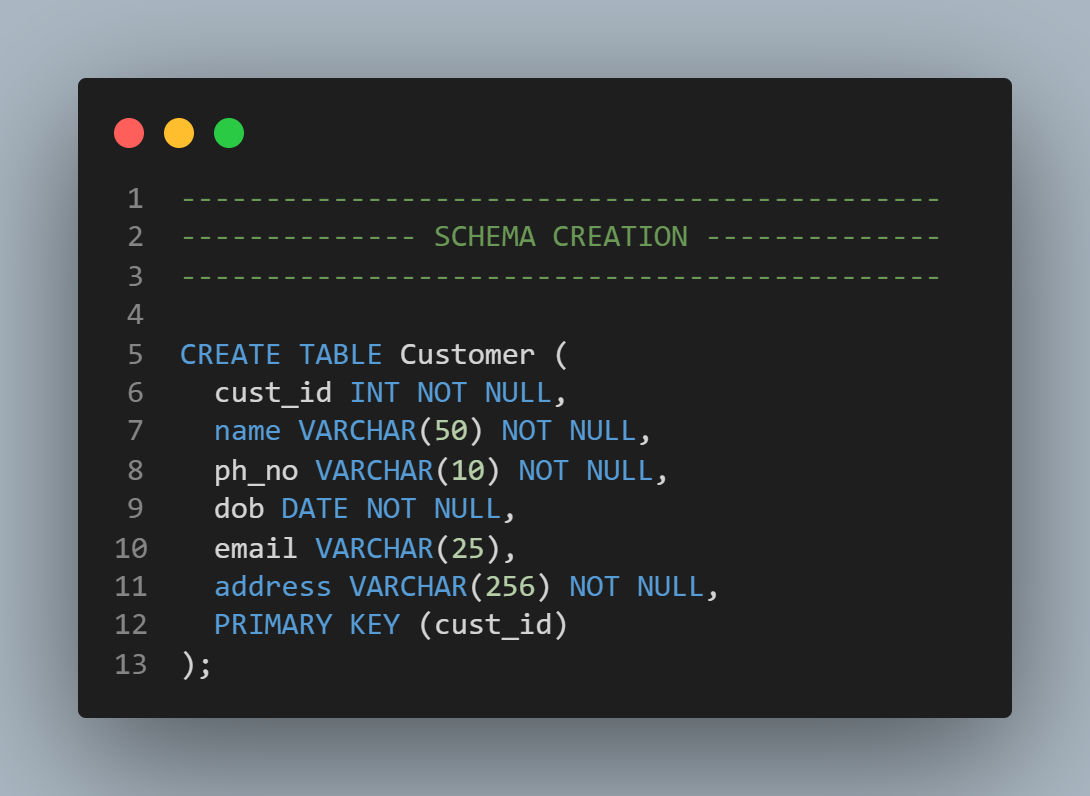 1 ---------------------------------------------
2 -------------- SCHEMA CREATION --------------
3 ---------------------------------------------
4
5 CREATE TABLE Customer (
6   cust_id INT NOT NULL,
7   name VARCHAR(50) NOT NULL,
8   ph_no VARCHAR(10) NOT NULL,
9   dob DATE NOT NULL,
10   email VARCHAR(25),
11   address VARCHAR(256) NOT NULL,
12   PRIMARY KEY (cust_id)
13 );